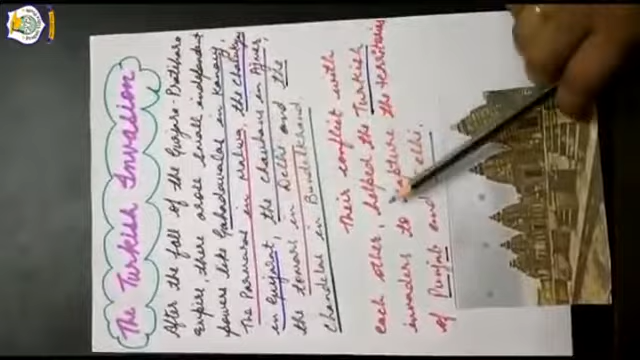 The Turkish Invasion
After the fall of the Gurjara-Pratihara
empire, there arose small independent
powers like Gahadavalas in Kanauj,
The Parmaras in Malwa, the Chalukyas
in Gujarat, the Chauhans in Ajmer,
the tomars in Delhi and the
Chandelas in Bundelkhand.
Their conflict with
each other, helped the Turkish
invaders to capture the territories
of Punjab and Delhi.